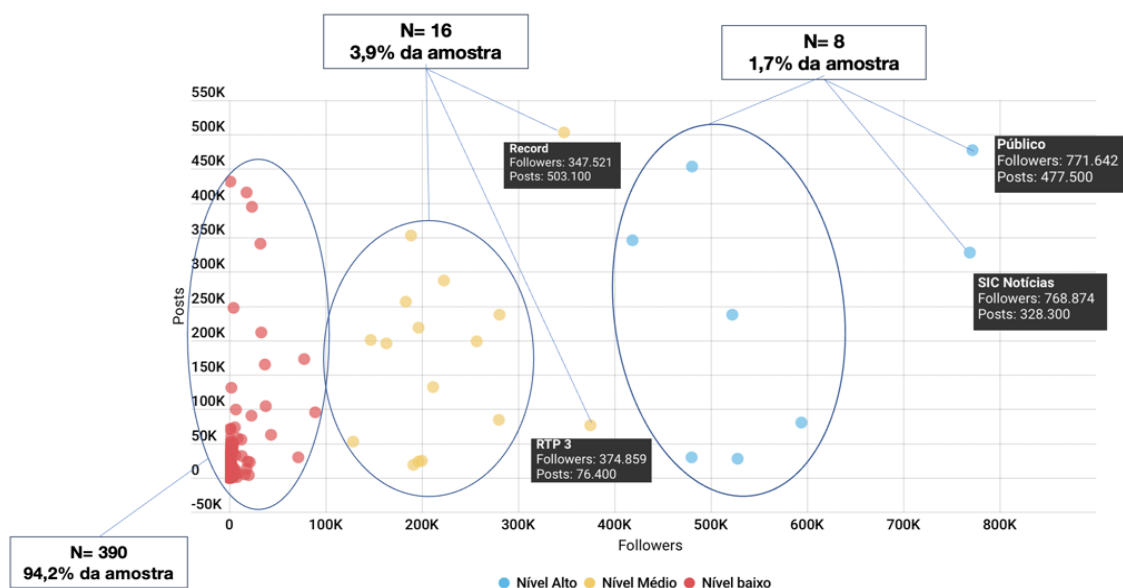 N= 16
3,9% da amostra
N= 8
1,7% da amostra
550K
500K
450K
400K
350K
300K
250K
200K
150K
100K
50K
0
-50K
Posts
Record
Followers: 347.521
Posts: 503.100
Público
Followers: 771.642
Posts: 477.500
SIC Notícias
Followers: 768.874
Posts: 328.300
RTP 3
Followers: 374.859
Posts: 76.400
0 100K 200K 300K 400K 500K 600K 700K 800K
Followers
N= 390
94,2% da amostra
Nível Alto Nível Médio Nível baixo